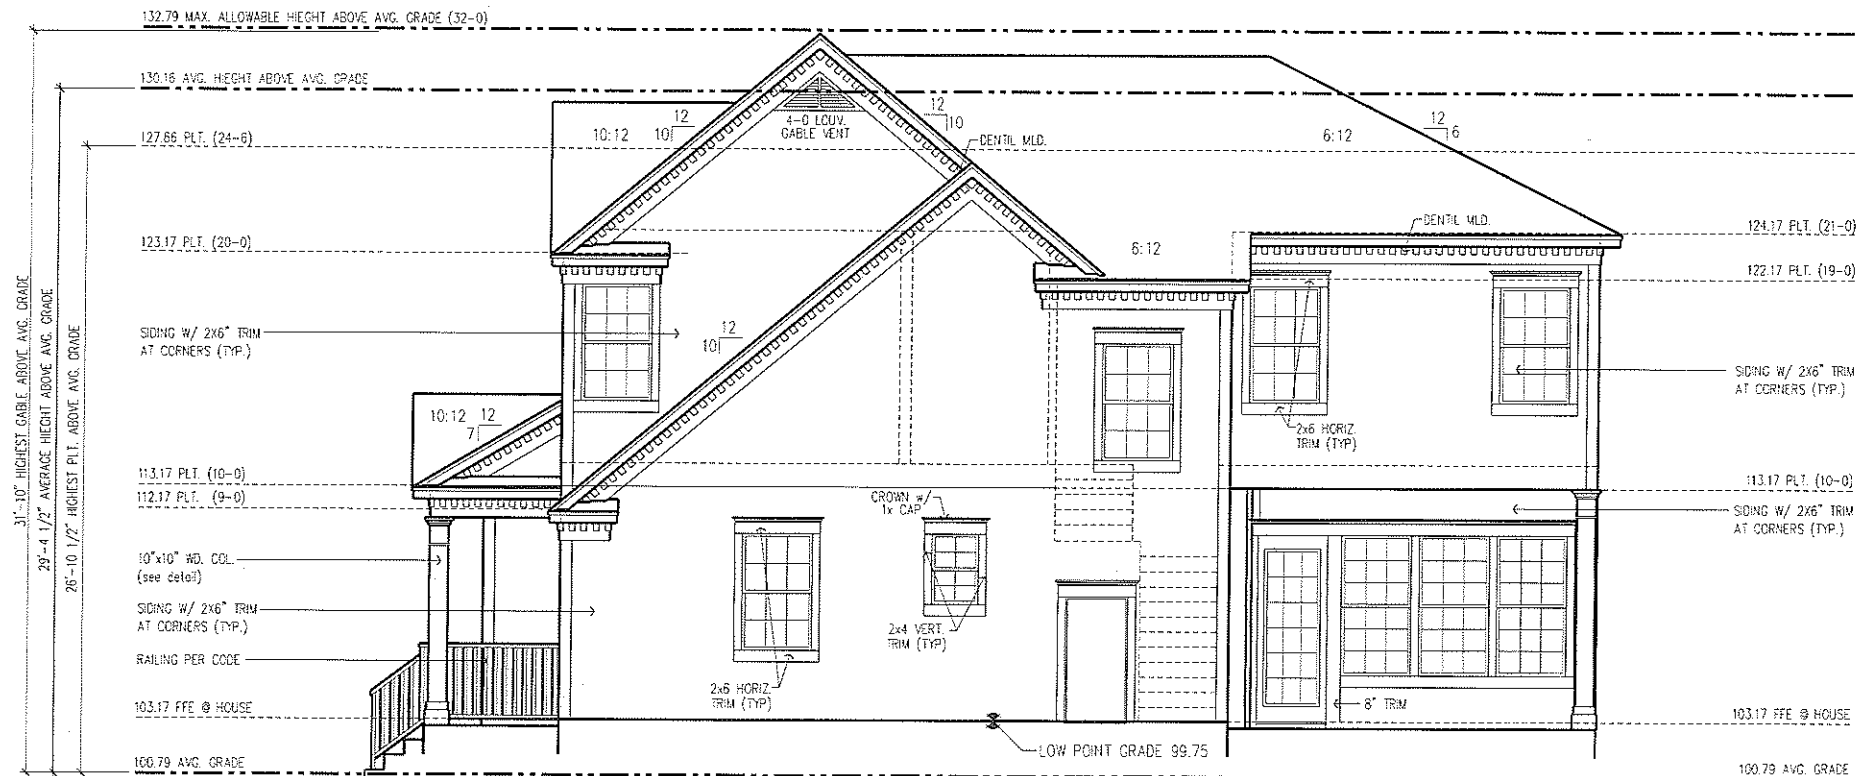 132.79 MAX. ALLOWABLE HIEGHT ABOVE AVG. GRADE (32-0)
130.16 AVG. HIEGHT ABOVE AVG. GRADE
127.66 PLT. (24-6)
123.17 PLT. (20-0)
SIDING W/ 2X6" TRIM
AT CORNERS (TYP.)
113.17 PLT. (10-0)
112.17 PLT. (9-0)
10"x10" WD. COL.
(see detail)
SIDING W/ 2X6" TRIM
AT CORNERS (TYP.)
RAILING PER CODE
103.17 FFE @ HOUSE
100.79 AVG. GRADE
31'-10" HIGHEST GABLE ABOVE AVG. GRADE
29'-4 1/2" AVERAGE HIEGHT ABOVE AVG. GRADE
26'-10 1/2" HIGHEST PLT. ABOVE AVG. GRADE
10:12
12
10
4-0 LOUV.
GABLE VENT
12
10
DENTIL MLD.
6:12
12
6
DENTIL MLD.
6:12
12
10
10:12
12
7
CROWN w/
1x CAP
2x4 VERT.
TRIM (TYP)
2x6 HORIZ.
TRIM (TYP)
2x6 HORIZ.
TRIM (TYP)
8" TRIM
LOW POINT GRADE 99.75
124.17 PLT. (21-0)
122.17 PLT. (19-0)
SIDING W/ 2X6" TRIM
AT CORNERS (TYP.)
113.17 PLT. (10-0)
SIDING W/ 2X6" TRIM
AT CORNERS (TYP.)
103.17 FFE @ HOUSE
100.79 AVG. GRADE